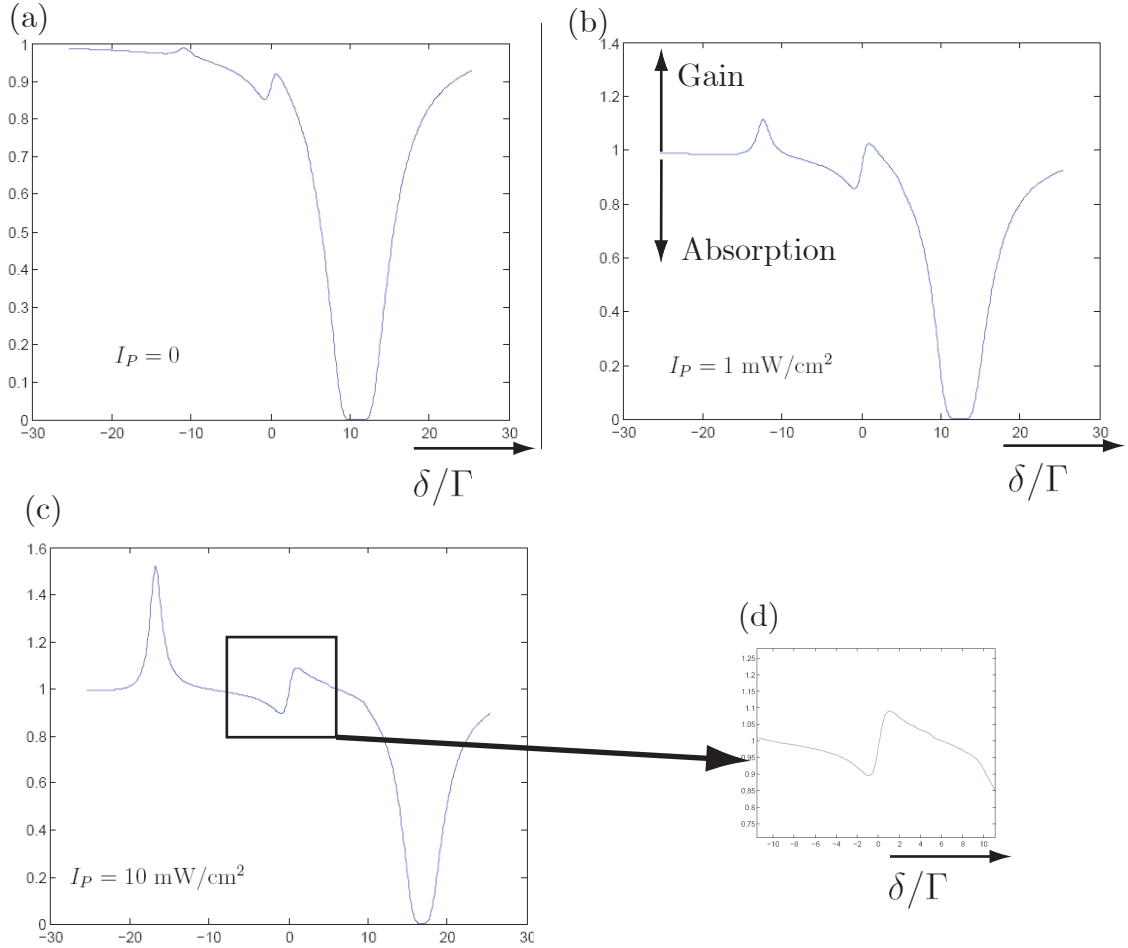 (a)
1
0.9
0.8
0.7
0.6
0.5
0.4
0.3
0.2
0.1
0
−30 −20 −10 0 10 20 30
I_P = 0
δ/Γ
(b)
1.4
1.2
1
0.8
0.6
0.4
0.2
0
−30 −20 −10 0 10 20 30
Gain
Absorption
I_P = 1 mW/cm²
δ/Γ
(c)
1.6
1.4
1.2
1
0.8
0.6
0.4
0.2
0
−30 −20 −10 0 10 20 30
I_P = 10 mW/cm²
(d)
1.25
1.2
1.15
1.1
1.05
1
0.95
0.9
0.85
0.8
0.75
−10 −8 −6 −4 −2 0 2 4 6 8 10
δ/Γ